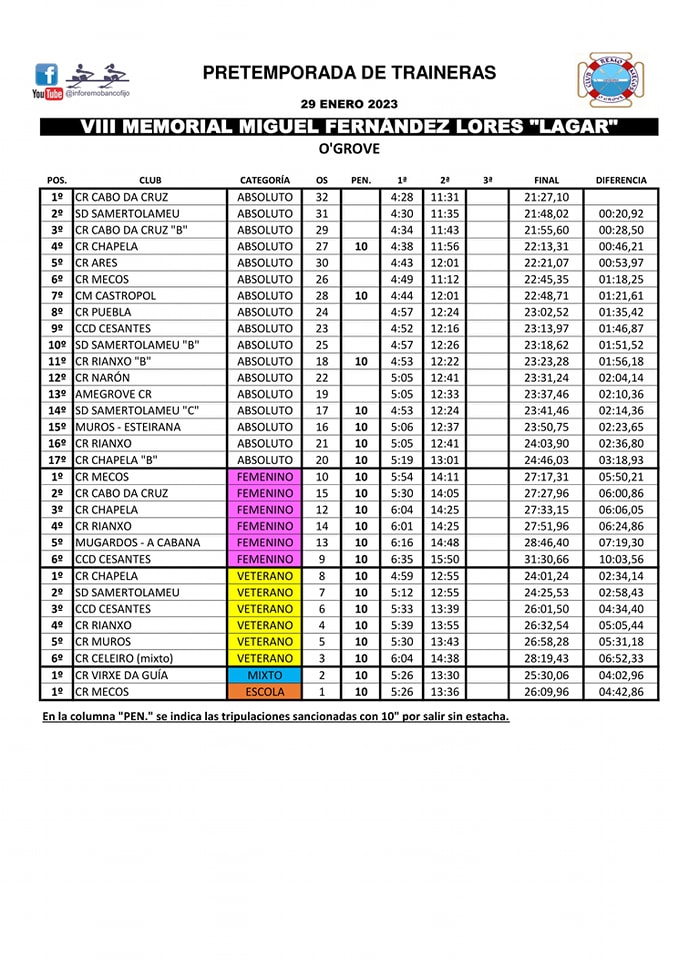 PRETEMPORADA DE TRAINERAS
f
You Tube @inforemobancofijo
CLUB REMO MECOS
O GROVE
29 ENERO 2023
VIII MEMORIAL MIGUEL FERNÁNDEZ LORES "LAGAR"
O'GROVE
POS. CLUB CATEGORÍA OS PEN. 1ª 2ª 3ª FINAL DIFERENCIA
1º CR CABO DA CRUZ ABSOLUTO 32 4:28 11:31 21:27,10
2º SD SAMERTOLAMEU ABSOLUTO 31 4:30 11:35 21:48,02 00:20,92
3º CR CABO DA CRUZ "B" ABSOLUTO 29 4:34 11:43 21:55,60 00:28,50
4º CR CHAPELA ABSOLUTO 27 10 4:38 11:56 22:13,31 00:46,21
5º CR ARES ABSOLUTO 30 4:43 12:01 22:21,07 00:53,97
6º CR MECOS ABSOLUTO 26 4:49 11:12 22:45,35 01:18,25
7º CM CASTROPOL ABSOLUTO 28 10 4:44 12:01 22:48,71 01:21,61
8º CR PUEBLA ABSOLUTO 24 4:57 12:24 23:02,52 01:35,42
9º CCD CESANTES ABSOLUTO 23 4:52 12:16 23:13,97 01:46,87
10º SD SAMERTOLAMEU "B" ABSOLUTO 25 4:57 12:26 23:18,62 01:51,52
11º CR RIANXO "B" ABSOLUTO 18 10 4:53 12:22 23:23,28 01:56,18
12º CR NARÓN ABSOLUTO 22 5:05 12:41 23:31,24 02:04,14
13º AMEGROVE CR ABSOLUTO 19 5:05 12:33 23:37,46 02:10,36
14º SD SAMERTOLAMEU "C" ABSOLUTO 17 10 4:53 12:24 23:41,46 02:14,36
15º MUROS - ESTEIRANA ABSOLUTO 16 10 5:06 12:37 23:50,75 02:23,65
16º CR RIANXO ABSOLUTO 21 10 5:05 12:41 24:03,90 02:36,80
17º CR CHAPELA "B" ABSOLUTO 20 10 5:19 13:01 24:46,03 03:18,93
1º CR MECOS FEMENINO 10 10 5:54 14:11 27:17,31 05:50,21
2º CR CABO DA CRUZ FEMENINO 15 10 5:30 14:05 27:27,96 06:00,86
3º CR CHAPELA FEMENINO 12 10 6:04 14:25 27:33,15 06:06,05
4º CR RIANXO FEMENINO 14 10 6:01 14:25 27:51,96 06:24,86
5º MUGARDOS - A CABANA FEMENINO 13 10 6:16 14:48 28:46,40 07:19,30
6º CCD CESANTES FEMENINO 9 10 6:35 15:50 31:30,66 10:03,56
1º CR CHAPELA VETERANO 8 10 4:59 12:55 24:01,24 02:34,14
2º SD SAMERTOLAMEU VETERANO 7 10 5:12 12:55 24:25,53 02:58,43
3º CCD CESANTES VETERANO 6 10 5:33 13:39 26:01,50 04:34,40
4º CR RIANXO VETERANO 4 10 5:39 13:55 26:32,54 05:05,44
5º CR MUROS VETERANO 5 10 5:30 13:43 26:58,28 05:31,18
6º CR CELEIRO (mixto) VETERANO 3 10 6:04 14:38 28:19,43 06:52,33
1º CR VIRXE DA GUÍA MIXTO 2 10 5:26 13:30 25:30,06 04:02,96
1º CR MECOS ESCOLA 1 10 5:26 13:36 26:09,96 04:42,86
En la columna "PEN." se indica las tripulaciones sancionadas con 10" por salir sin estacha.